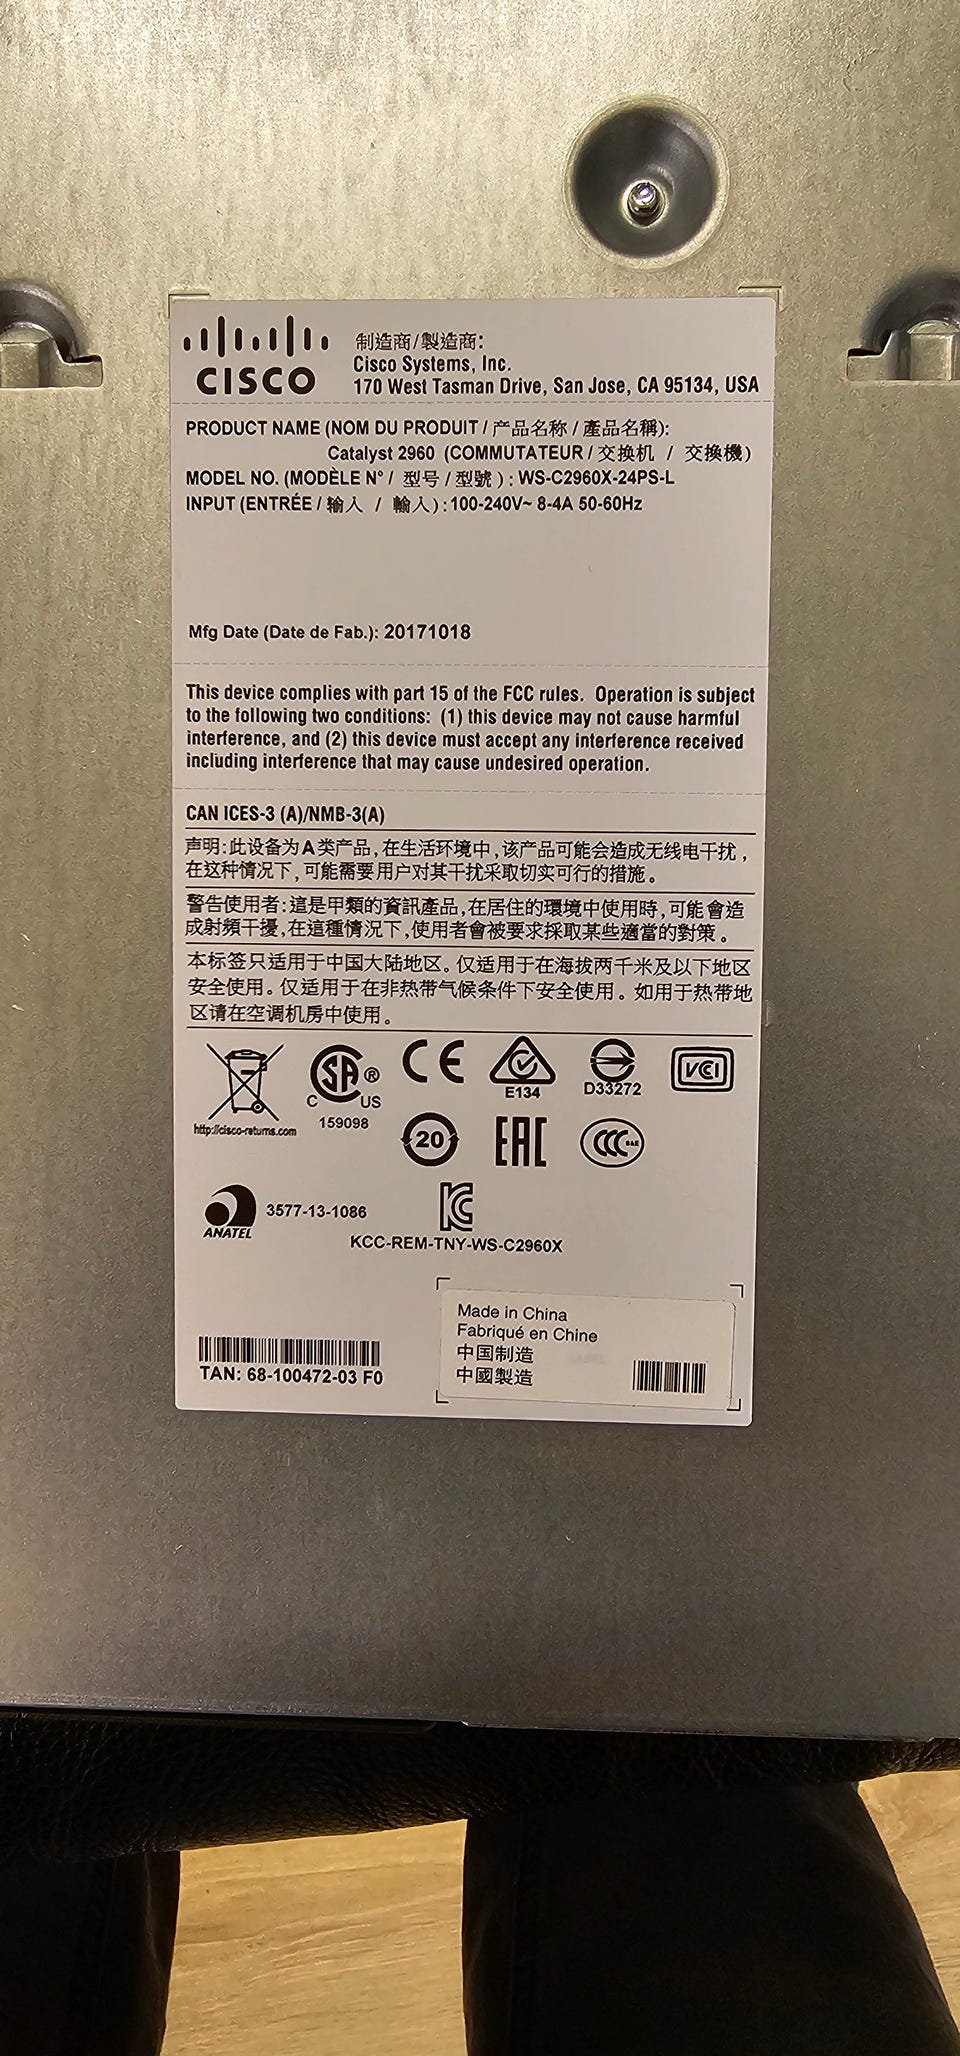 CISCO
制造商/製造商:
Cisco Systems, Inc.
170 West Tasman Drive, San Jose, CA 95134, USA
PRODUCT NAME (NOM DU PRODUIT / 产品名称 / 產品名稱):
Catalyst 2960 (COMMUTATEUR / 交换机 / 交換機)
MODEL NO. (MODÈLE N° / 型号 / 型號 ) : WS-C2960X-24PS-L
INPUT (ENTRÉE / 输入 / 輸入) : 100-240V~ 8-4A 50-60Hz
Mfg Date (Date de Fab.): 20171018
This device complies with part 15 of the FCC rules. Operation is subject
to the following two conditions: (1) this device may not cause harmful
interference, and (2) this device must accept any interference received
including interference that may cause undesired operation.
CAN ICES-3 (A)/NMB-3(A)
声明:此设备为A类产品,在生活环境中,该产品可能会造成无线电干扰,
在这种情况下,可能需要用户对其干扰采取切实可行的措施。
警告使用者:這是甲類的資訊產品,在居住的環境中使用時,可能會造
成射頻干擾,在這種情況下,使用者會被要求採取某些適當的對策。
本标签只适用于中国大陆地区。仅适用于在海拔两千米及以下地区
安全使用。仅适用于在非热带气候条件下安全使用。如用于热带地
区请在空调机房中使用。
http://cisco-returns.com
C SA ® US
159098
CE
E134
D33272
VCI
20
EAC
CCC S&E
ANATEL
3577-13-1086
KC
KCC-REM-TNY-WS-C2960X
TAN: 68-100472-03 F0
Made in China
Fabriqué en Chine
中国制造
中國製造